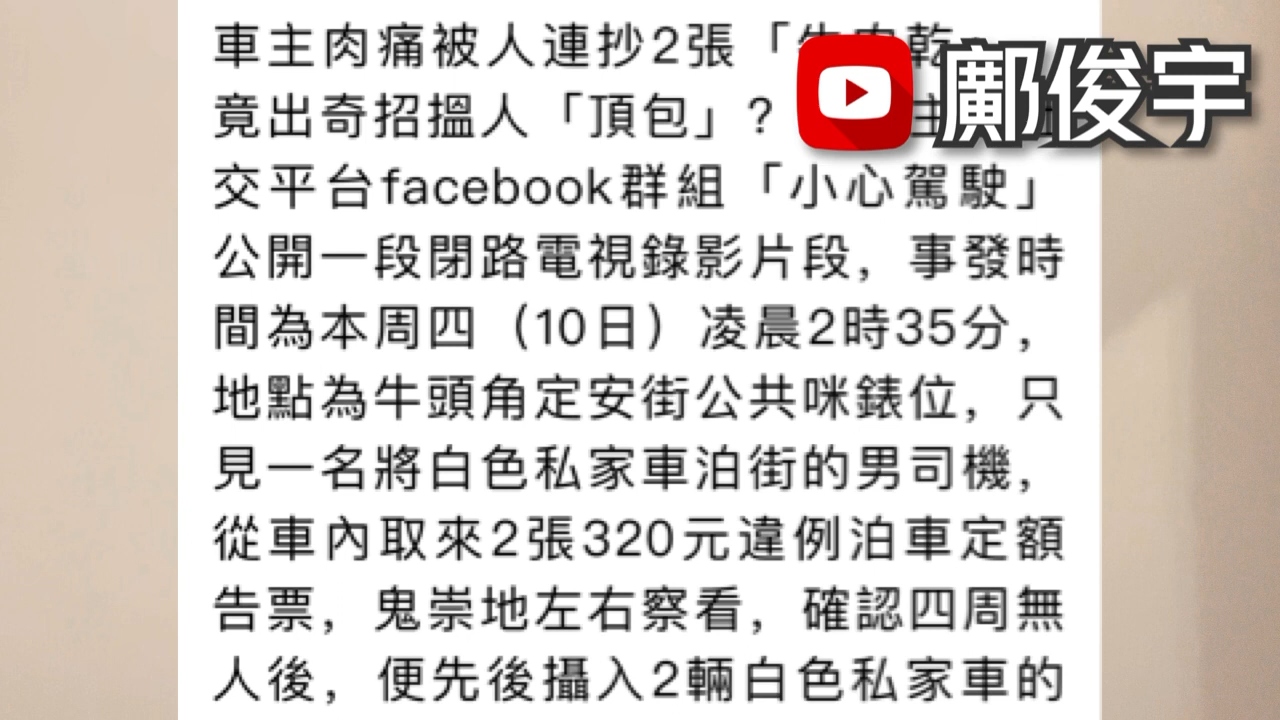 車主肉痛被人連抄2張「牛肉乾
竟出奇招搵人「頂包」?
鄺俊宇
交平台facebook群組「小心駕駛」
公開一段閉路電視錄影片段，事發時
間為本周四（10日）凌晨2時35分，
地點為牛頭角定安街公共咪錶位，只
見一名將白色私家車泊街的男司機，
從車內取來2張320元違例泊車定額
告票，鬼崇地左右察看，確認四周無
人後，便先後攝入2輛白色私家車的